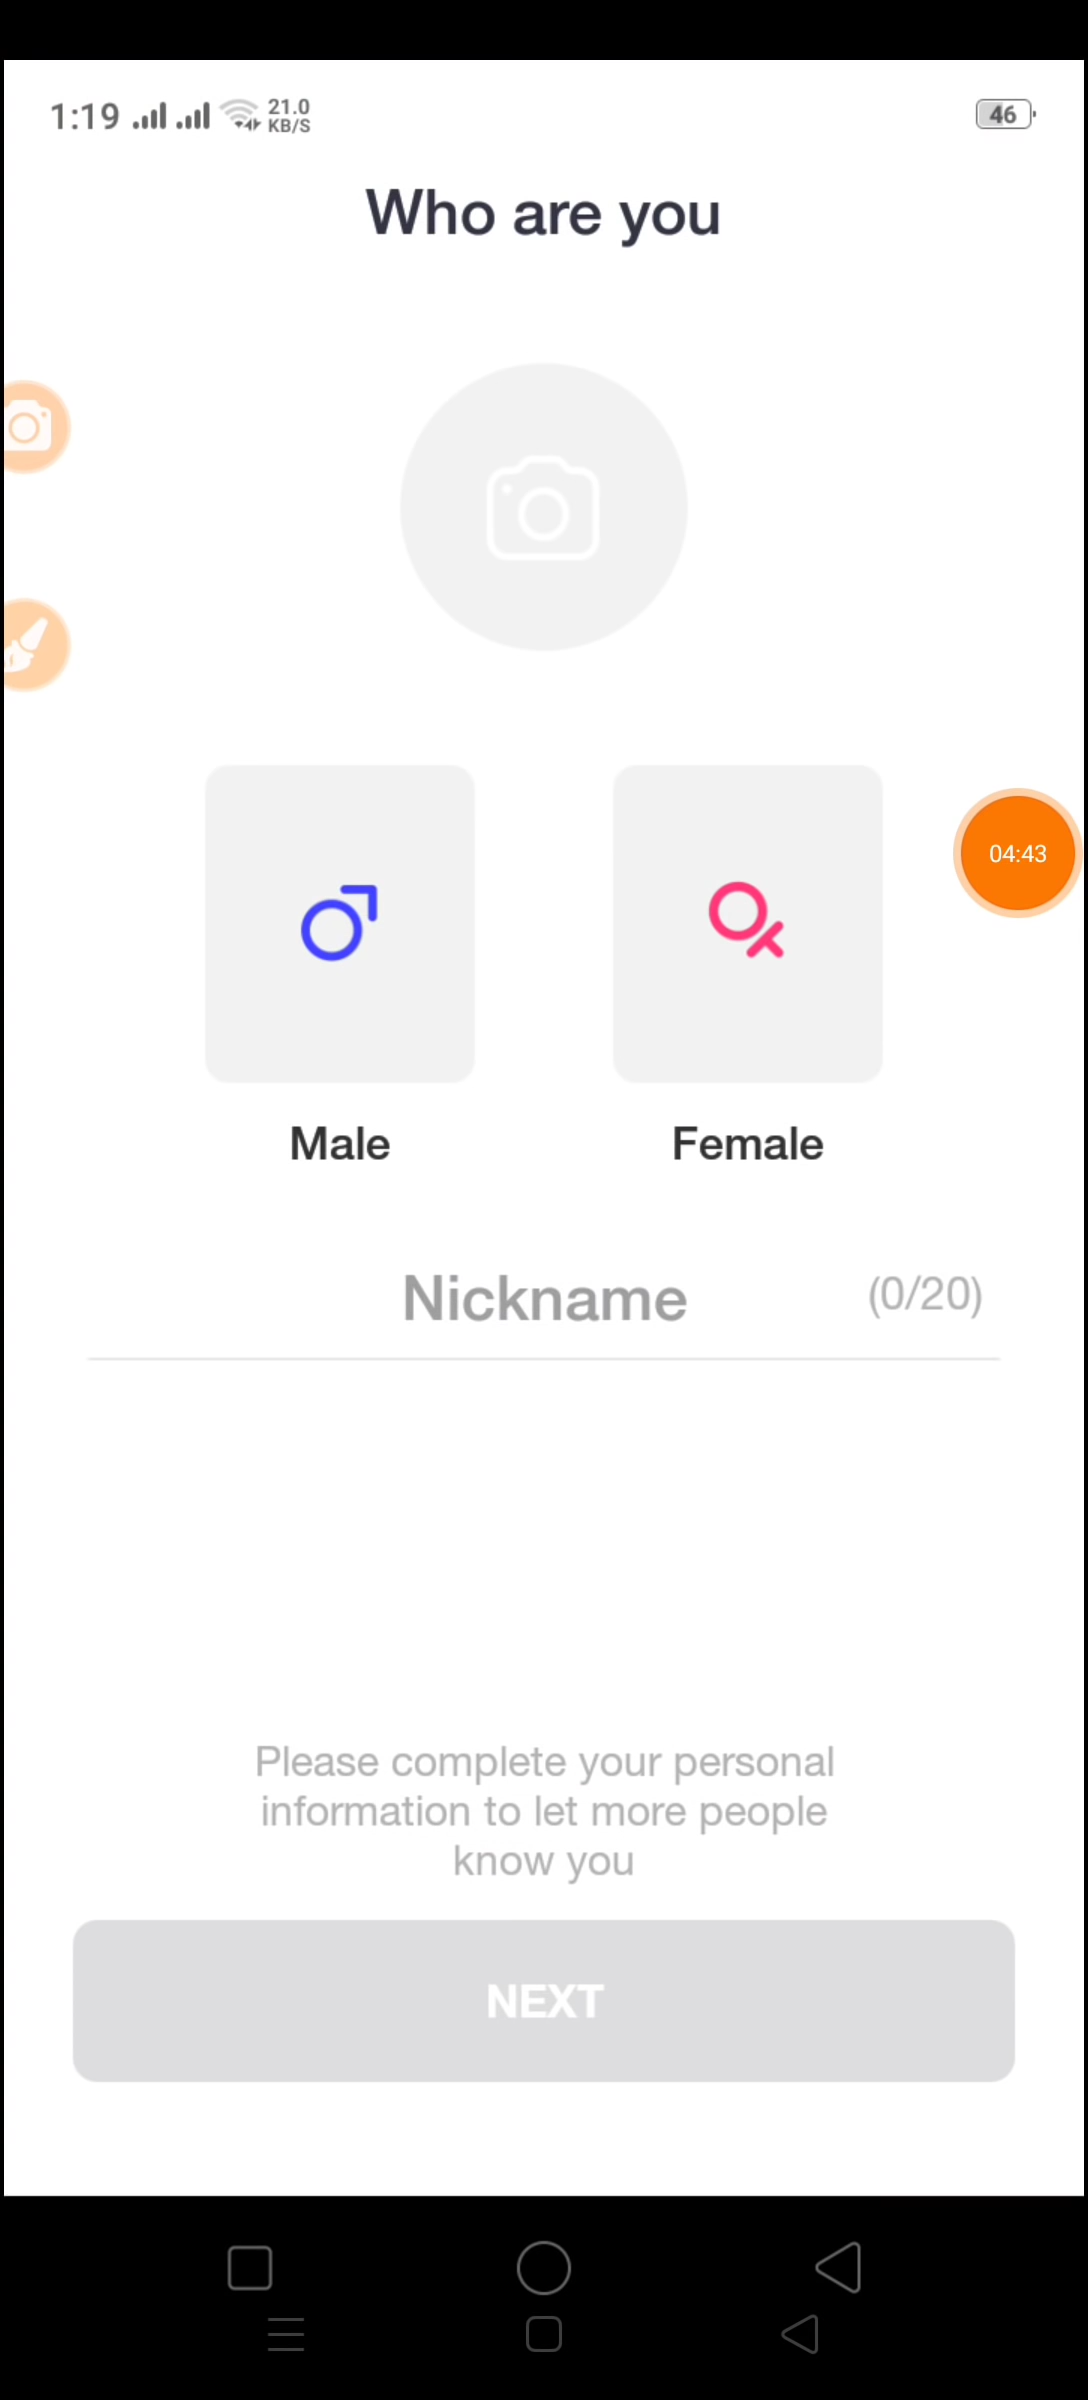 1:19 21.0 KB/S 46
Who are you
04:43
Male Female
Nickname (0/20)
Please complete your personal
information to let more people
know you
NEXT